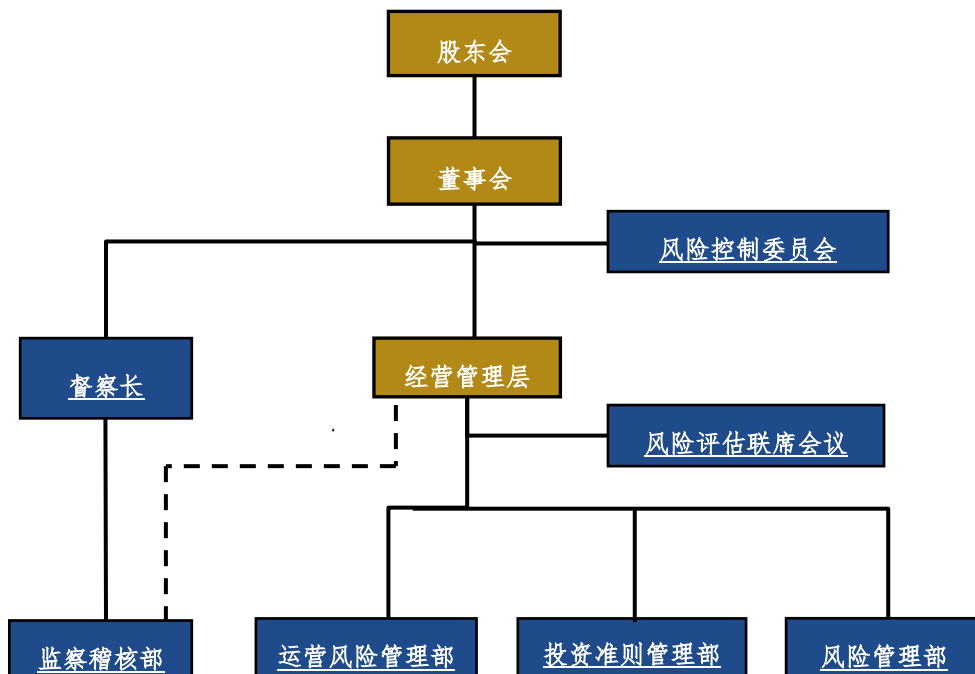 股东会
董事会
风险控制委员会
督察长
经营管理层
风险评估联席会议
监察稽核部
运营风险管理部
投资准则管理部
风险管理部